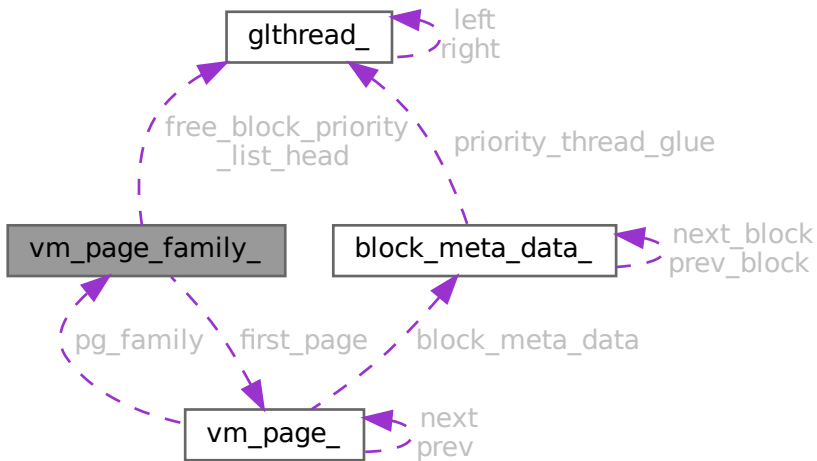 glthread_
left
right
free_block_priority
_list_head
priority_thread_glue
vm_page_family_
block_meta_data_
next_block
prev_block
pg_family
first_page
block_meta_data
vm_page_
next
prev